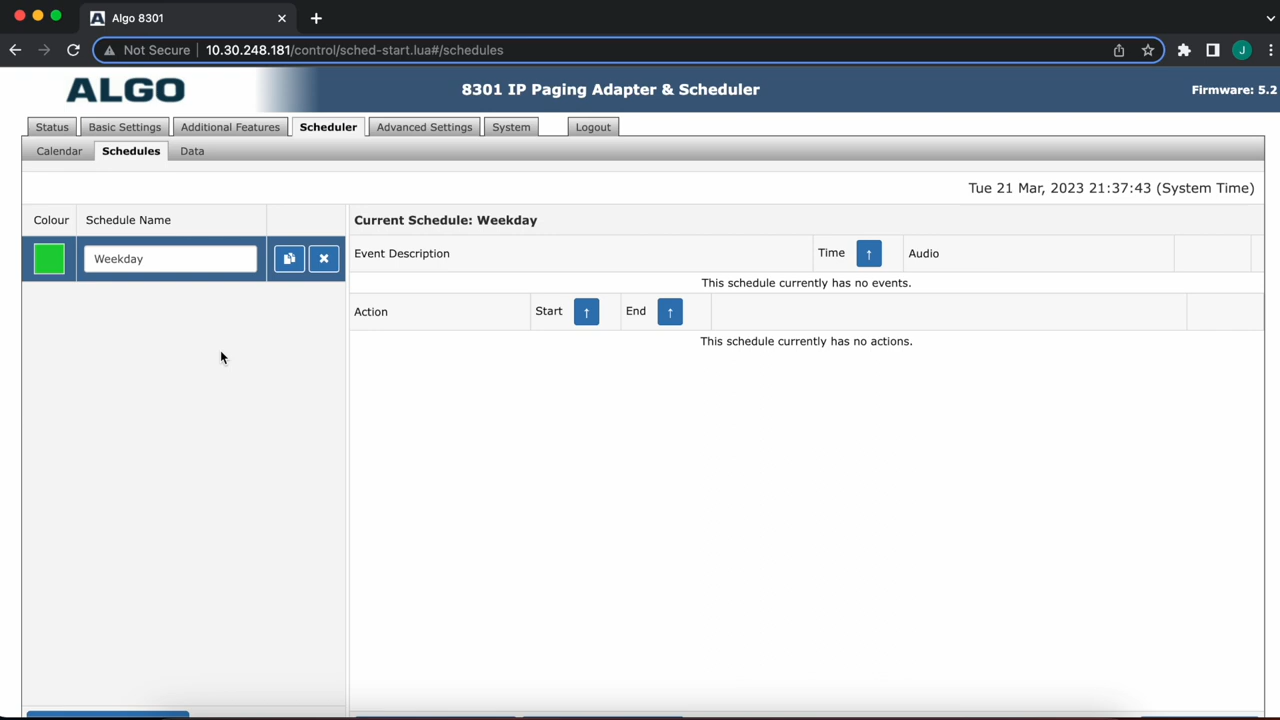 Algo 8301
Not Secure 10.30.248.181/control/sched-start.lua#/schedules
J
ALGO
8301 IP Paging Adapter & Scheduler
Firmware: 5.2
Status Basic Settings Additional Features Scheduler Advanced Settings System Logout
Calendar Schedules Data
Tue 21 Mar, 2023 21:37:43 (System Time)
Colour Schedule Name
Current Schedule: Weekday
Weekday
Event Description Time ↑ Audio
This schedule currently has no events.
Action Start ↑ End ↑
This schedule currently has no actions.